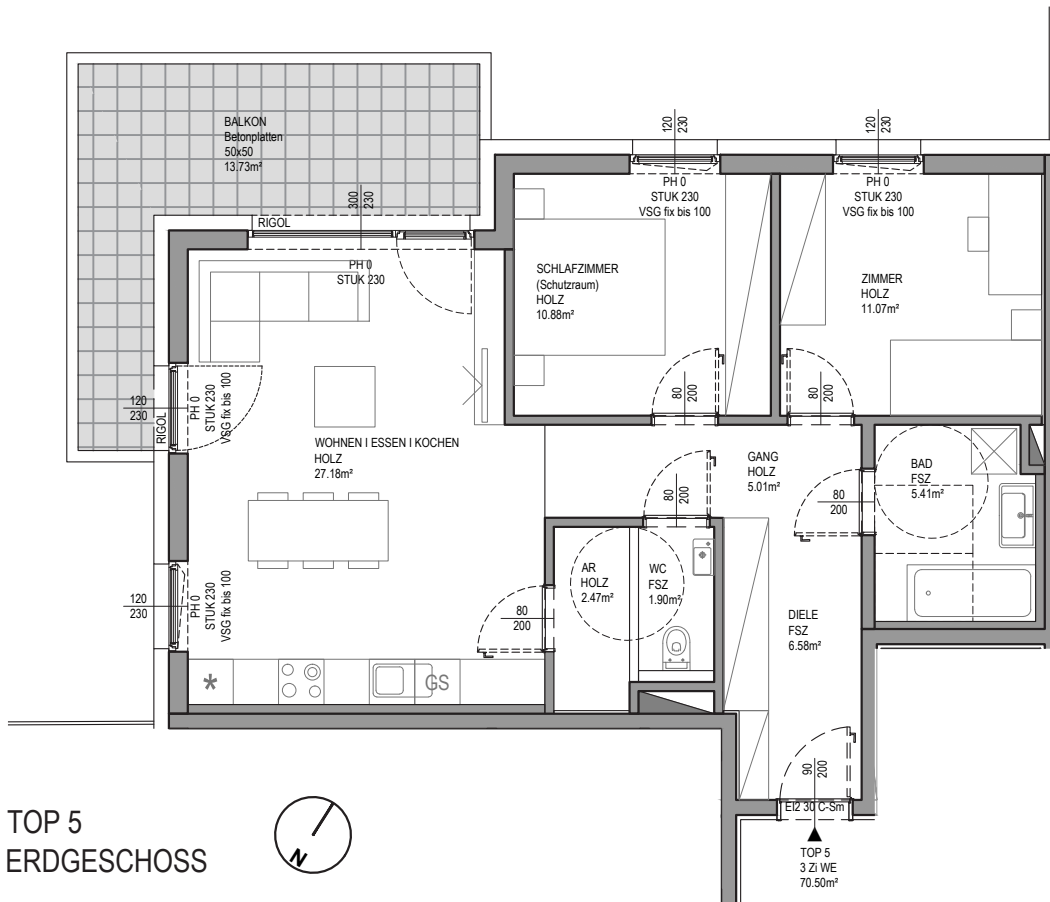 BALKON
Betonplatten
50x50
13.73m²
RIGOL
300
230
PH 0
STUK 230
120
230
PH 0
STUK 230
VSG fix bis 100
120
230
PH 0
STUK 230
VSG fix bis 100
SCHLAFZIMMER
(Schutzraum)
HOLZ
10.88m²
ZIMMER
HOLZ
11.07m²
80
200
80
200
120
230
RIGOL
PH 0
STUK 230
VSG fix bis 100
WOHNEN I ESSEN I KOCHEN
HOLZ
27.18m²
GANG
HOLZ
5.01m²
BAD
FSZ
5.41m²
80
200
80
200
120
230
PH 0
STUK 230
VSG fix bis 100
AR
HOLZ
2.47m²
WC
FSZ
1.90m²
80
200
DIELE
FSZ
6.58m²
*
GS
90
200
EI2 30 C-Sm
TOP 5
3 Zi WE
70.50m²
TOP 5
ERDGESCHOSS
N